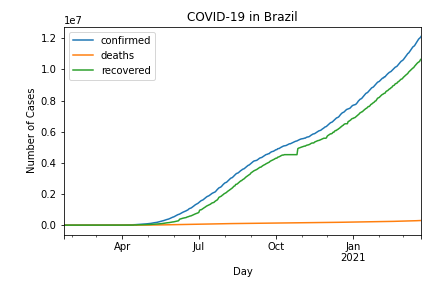 COVID-19 in Brazil
1e7
confirmed
deaths
recovered
1.2
1.0
0.8
0.6
0.4
0.2
0.0
Number of Cases
Apr
Jul
Oct
Jan
2021
Day